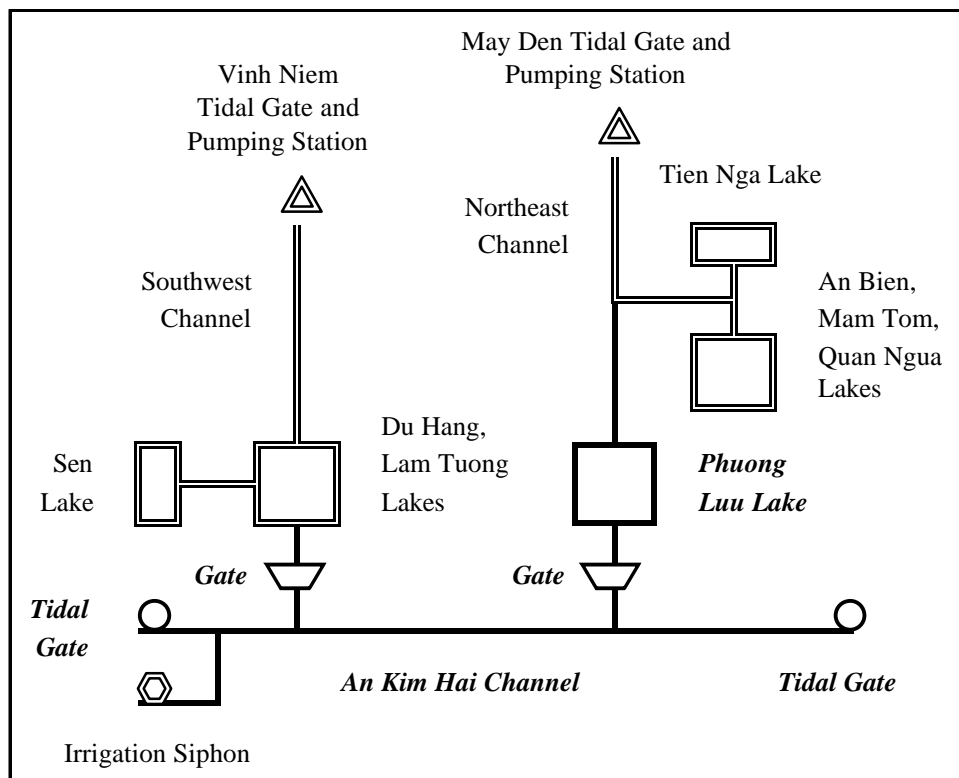 May Den Tidal Gate and
Pumping Station
Vinh Niem
Tidal Gate and
Pumping Station
Tien Nga Lake
Northeast
Channel
Southwest
Channel
An Bien,
Mam Tom,
Quan Ngua
Lakes
Sen
Lake
Du Hang,
Lam Tuong
Lakes
Phuong
Luu Lake
Gate
Gate
Tidal
Gate
An Kim Hai Channel
Tidal Gate
Irrigation Siphon